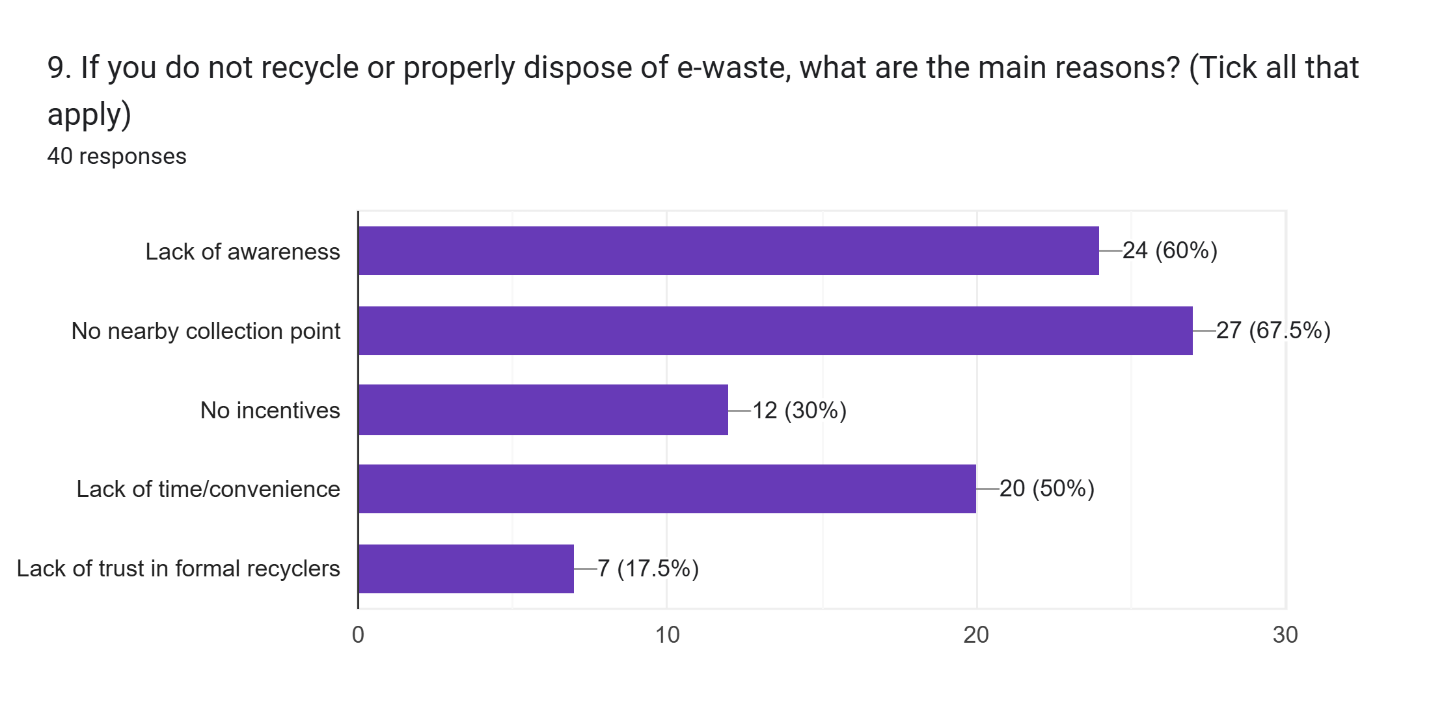 9. If you do not recycle or properly dispose of e-waste, what are the main reasons? (Tick all that
apply)
40 responses
Lack of awareness 24 (60%)
No nearby collection point 27 (67.5%)
No incentives 12 (30%)
Lack of time/convenience 20 (50%)
Lack of trust in formal recyclers 7 (17.5%)
0 10 20 30